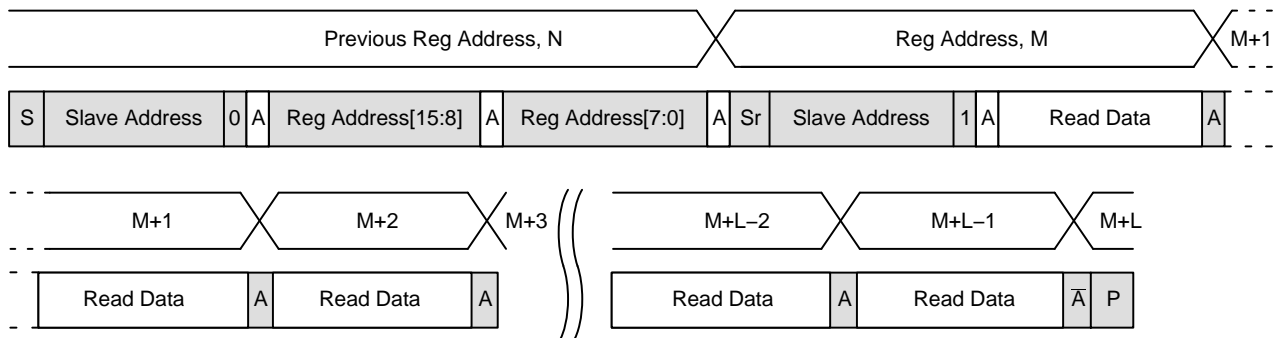 Previous Reg Address, N Reg Address, M M+1
S Slave Address 0 A Reg Address[15:8] A Reg Address[7:0] A Sr Slave Address 1 A Read Data A
M+1 M+2 M+3 M+L−2 M+L−1 M+L
Read Data A Read Data A Read Data A Read Data A̅ P